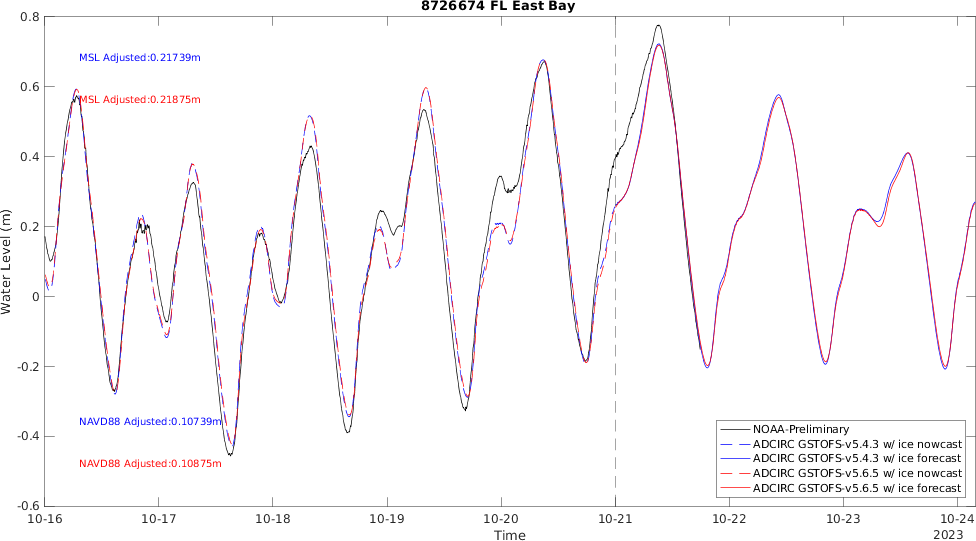 8726674 FL East Bay
0.8
0.6
0.4
0.2
0
-0.2
-0.4
-0.6
Water Level (m)
MSL Adjusted:0.21739m
MSL Adjusted:0.21875m
NAVD88 Adjusted:0.10739m
NAVD88 Adjusted:0.10875m
NOAA-Preliminary
ADCIRC GSTOFS-v5.4.3 w/ ice nowcast
ADCIRC GSTOFS-v5.4.3 w/ ice forecast
ADCIRC GSTOFS-v5.6.5 w/ ice nowcast
ADCIRC GSTOFS-v5.6.5 w/ ice forecast
10-16 10-17 10-18 10-19 10-20 10-21 10-22 10-23 10-24
Time
2023